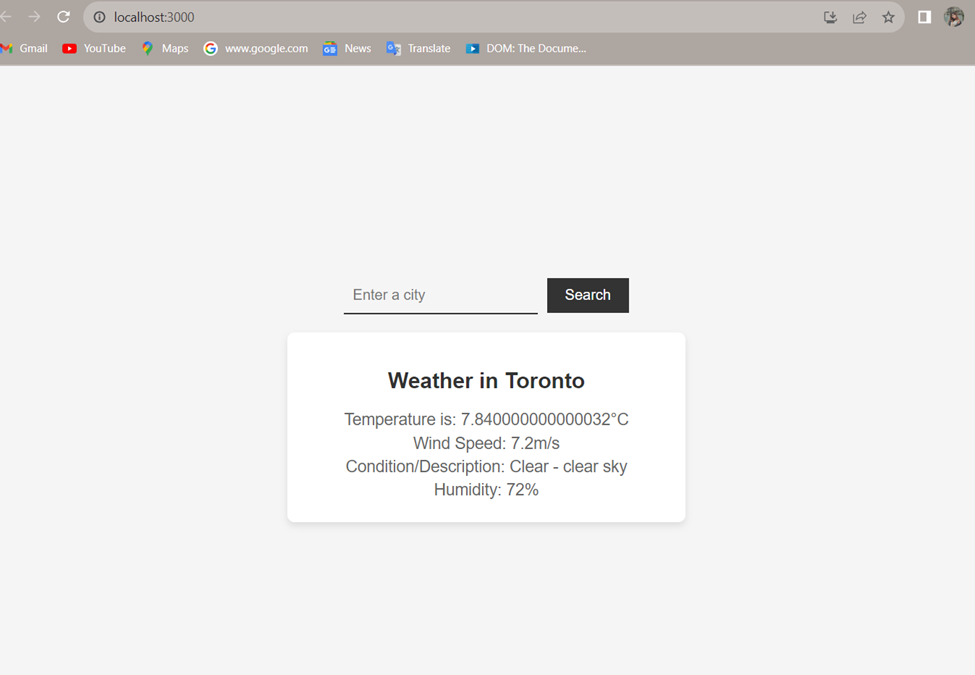 localhost:3000
Gmail YouTube Maps www.google.com News Translate DOM: The Docume...
Enter a city Search
Weather in Toronto
Temperature is: 7.840000000000032°C
Wind Speed: 7.2m/s
Condition/Description: Clear - clear sky
Humidity: 72%